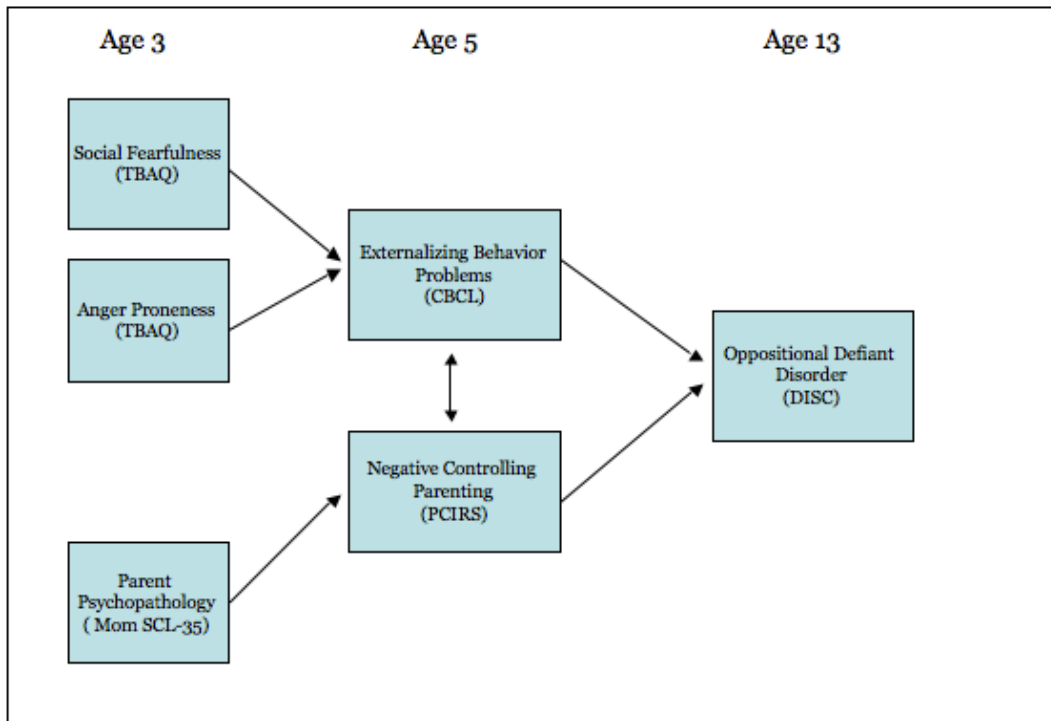 Age 3
Age 5
Age 13
Social Fearfulness
(TBAQ)
Anger Proneness
(TBAQ)
Parent
Psychopathology
( Mom SCL-35)
Externalizing Behavior
Problems
(CBCL)
Negative Controlling
Parenting
(PCIRS)
Oppositional Defiant
Disorder
(DISC)